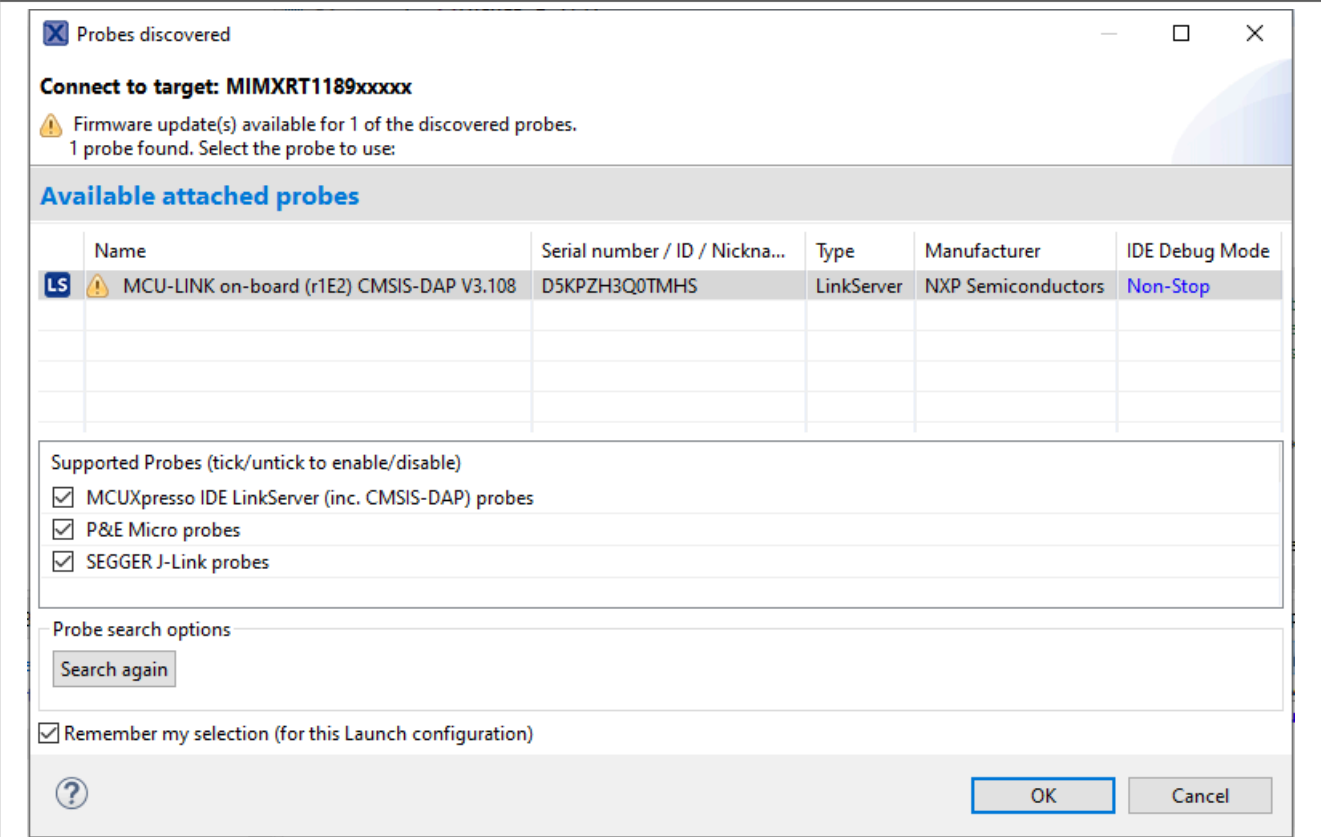 Probes discovered
Connect to target: MIMXRT1189xxxxx
Firmware update(s) available for 1 of the discovered probes.
1 probe found. Select the probe to use:
Available attached probes
Name Serial number / ID / Nickna... Type Manufacturer IDE Debug Mode
LS MCU-LINK on-board (r1E2) CMSIS-DAP V3.108 D5KPZH3Q0TMHS LinkServer NXP Semiconductors Non-Stop
Supported Probes (tick/untick to enable/disable)
MCUXpresso IDE LinkServer (inc. CMSIS-DAP) probes
P&E Micro probes
SEGGER J-Link probes
Probe search options
Search again
Remember my selection (for this Launch configuration)
? OK Cancel